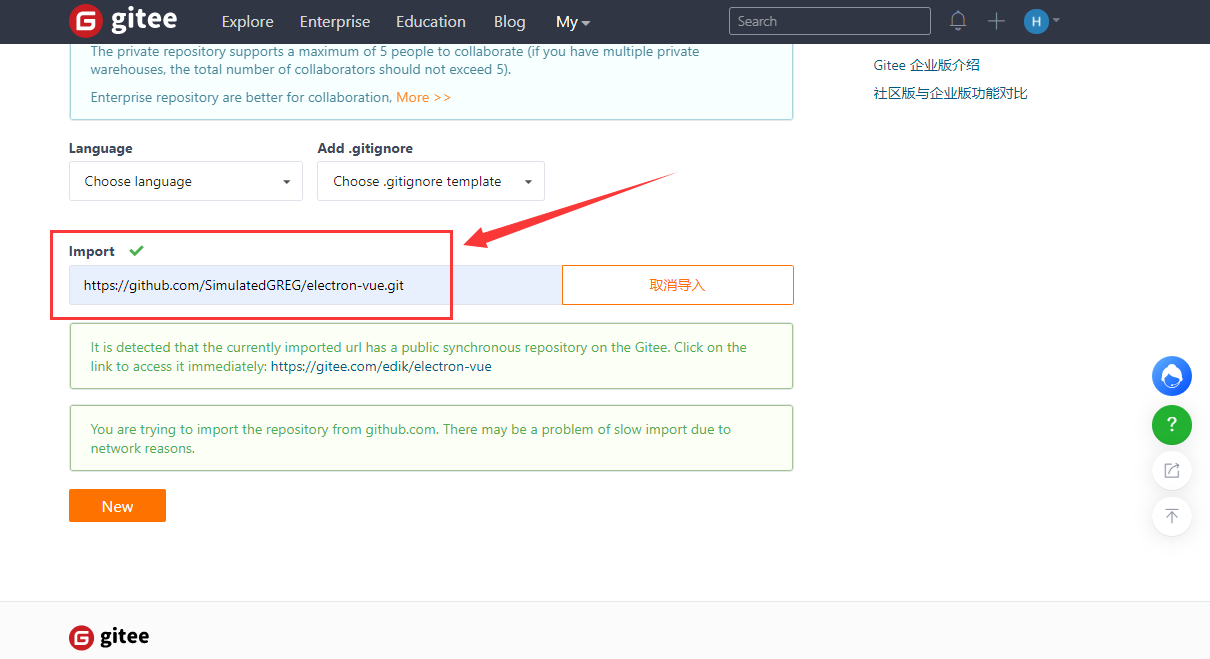 gitee Explore Enterprise Education Blog My Search H
The private repository supports a maximum of 5 people to collaborate (if you have multiple private
warehouses, the total number of collaborators should not exceed 5).
Enterprise repository are better for collaboration, More >>
Gitee 企业版介绍
社区版与企业版功能对比
Language Add .gitignore
Choose language Choose .gitignore template
Import
https://github.com/SimulatedGREG/electron-vue.git 取消导入
It is detected that the currently imported url has a public synchronous repository on the Gitee. Click on the
link to access it immediately: https://gitee.com/edik/electron-vue
You are trying to import the repository from github.com. There may be a problem of slow import due to
network reasons.
?
New
gitee